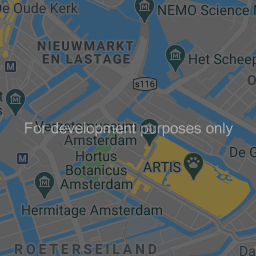 De Oude Kerk
NEMO Science M
NIEUWMARKT
EN LASTAGE
Het Scheep
M
s116
For development purposes only
Amsterdam
Hortus
Botanicus
Amsterdam
ARTIS
De G
Hermitage Amsterdam
M
ROETERSEILAND
Da